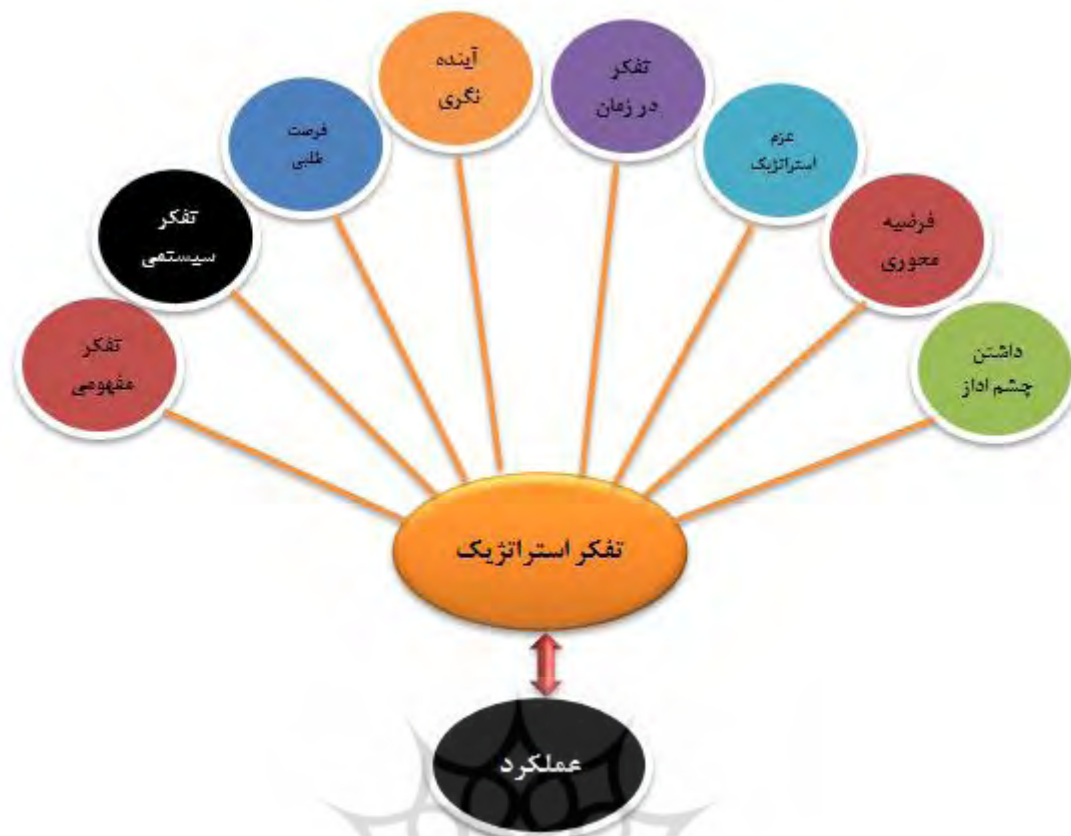 آینده
نگری
تفکر
در زمان
فرصت
طلبی
عزم
استراتژیک
تفکر
سیستمی
فرضیه
محوری
تفکر
مفهومی
داشتن
چشم اداز
تفکر استراتژیک
عملکرد